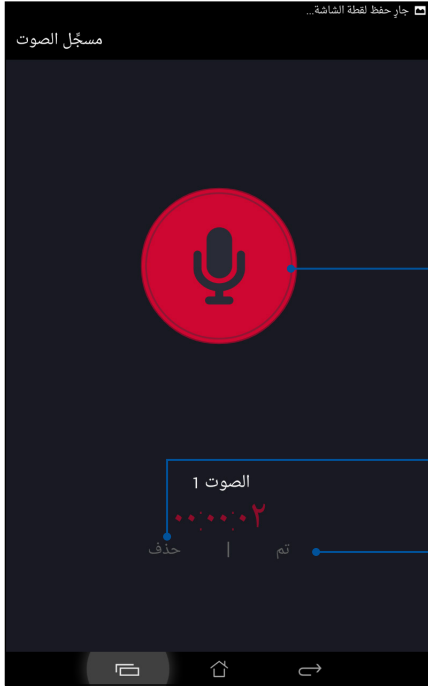 جارٍ حفظ لقطة الشاشة...
مسجِّل الصوت
الصوت 1
٠٠:٠٠:٠٢
تم | حذف